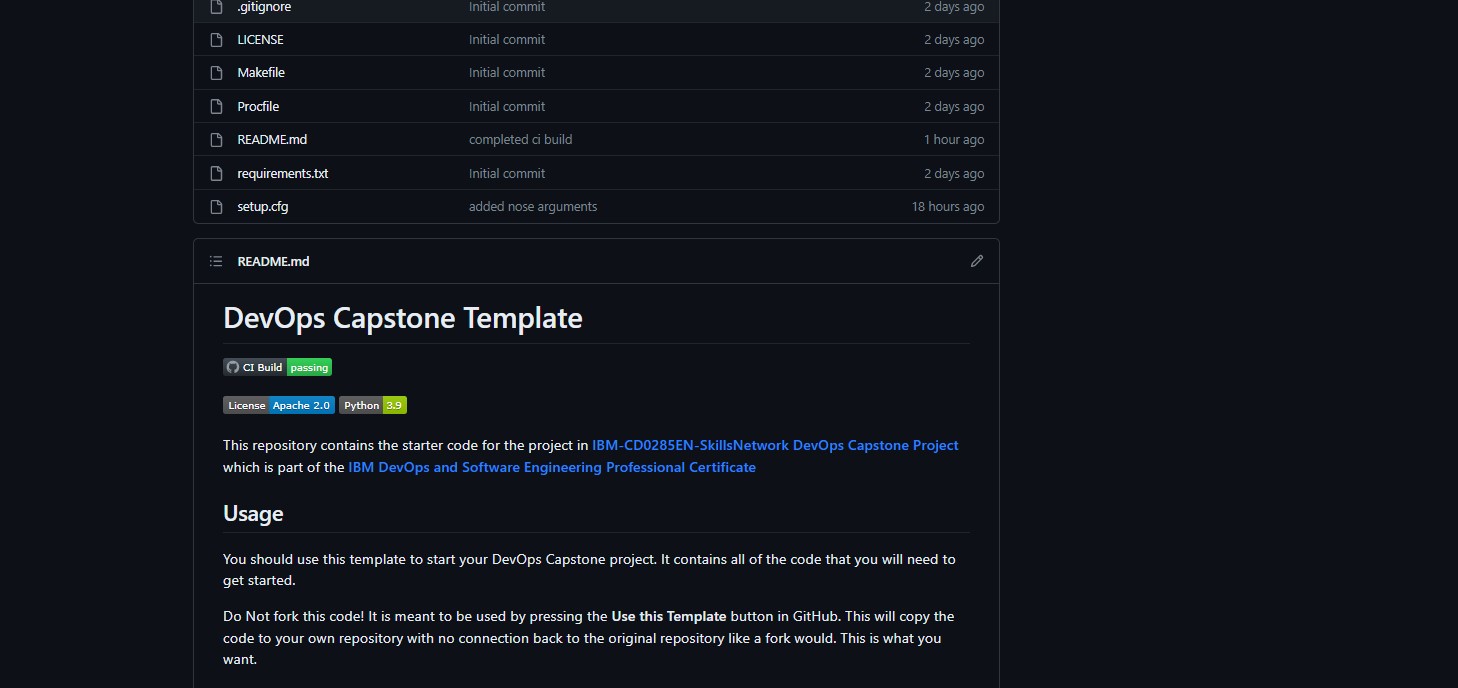 .gitignore Initial commit 2 days ago
LICENSE Initial commit 2 days ago
Makefile Initial commit 2 days ago
Procfile Initial commit 2 days ago
README.md completed ci build 1 hour ago
requirements.txt Initial commit 2 days ago
setup.cfg added nose arguments 18 hours ago
README.md
DevOps Capstone Template
CI Build passing
License Apache 2.0 Python 3.9
This repository contains the starter code for the project in IBM-CD0285EN-SkillsNetwork DevOps Capstone Project
which is part of the IBM DevOps and Software Engineering Professional Certificate
Usage
You should use this template to start your DevOps Capstone project. It contains all of the code that you will need to
get started.
Do Not fork this code! It is meant to be used by pressing the Use this Template button in GitHub. This will copy the
code to your own repository with no connection back to the original repository like a fork would. This is what you
want.